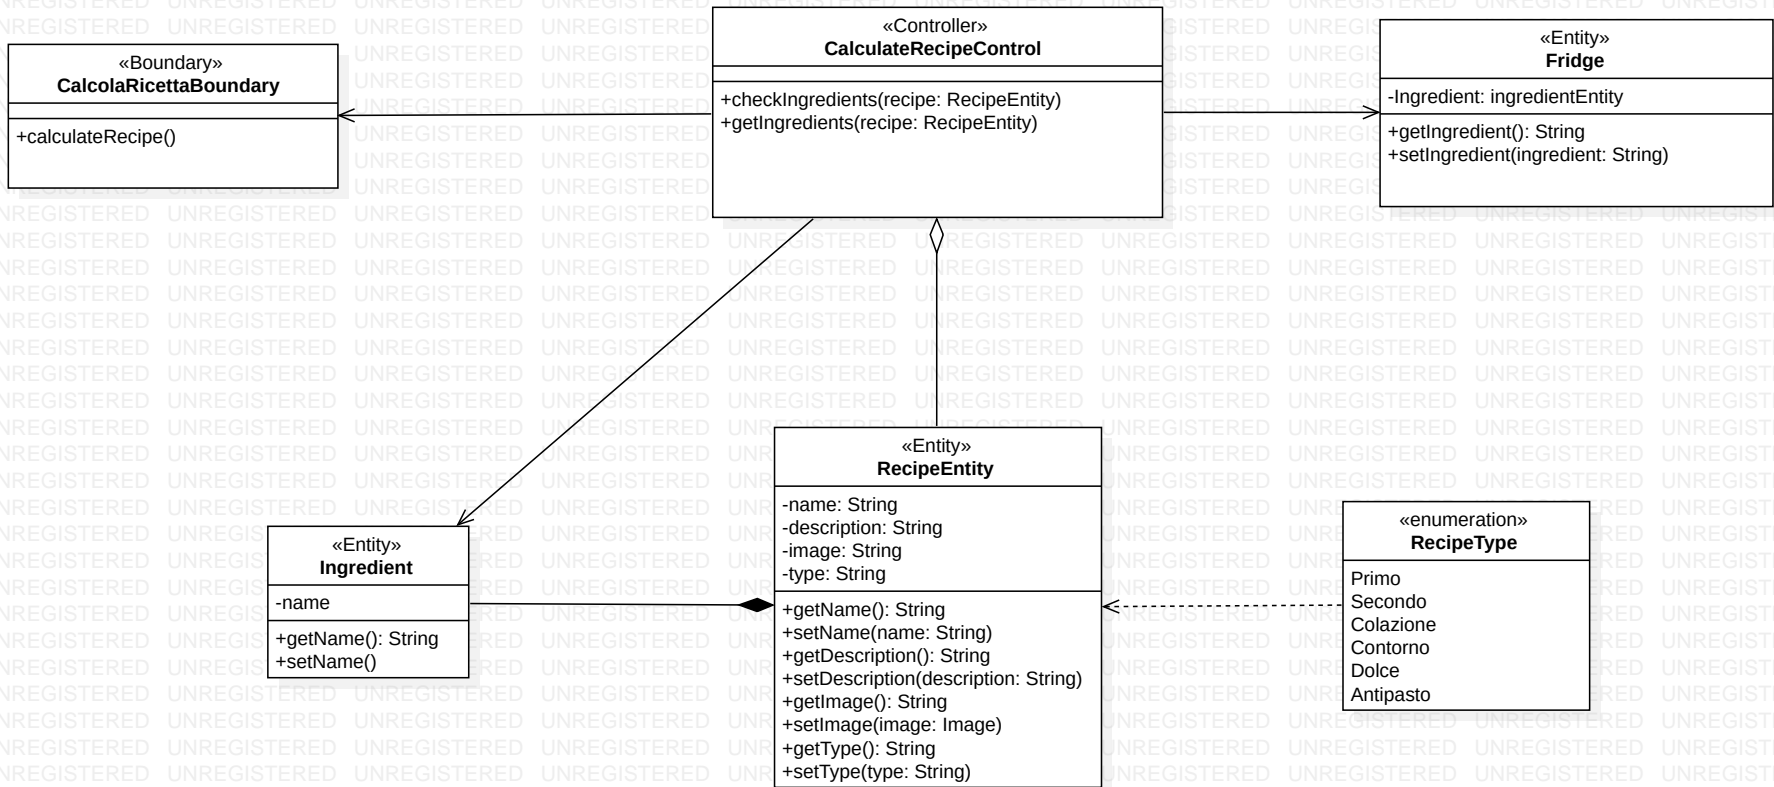 «Boundary»
CalcolaRicettaBoundary
+calculateRecipe()
«Controller»
CalculateRecipeControl
+checkIngredients(recipe: RecipeEntity)
+getIngredients(recipe: RecipeEntity)
«Entity»
Fridge
-Ingredient: ingredientEntity
+getIngredient(): String
+setIngredient(ingredient: String)
«Entity»
Ingredient
-name
+getName(): String
+setName()
«Entity»
RecipeEntity
-name: String
-description: String
-image: String
-type: String
+getName(): String
+setName(name: String)
+getDescription(): String
+setDescription(description: String)
+getImage(): String
+setImage(image: Image)
+getType(): String
+setType(type: String)
«enumeration»
RecipeType
Primo
Secondo
Colazione
Contorno
Dolce
Antipasto
UNREGISTERED